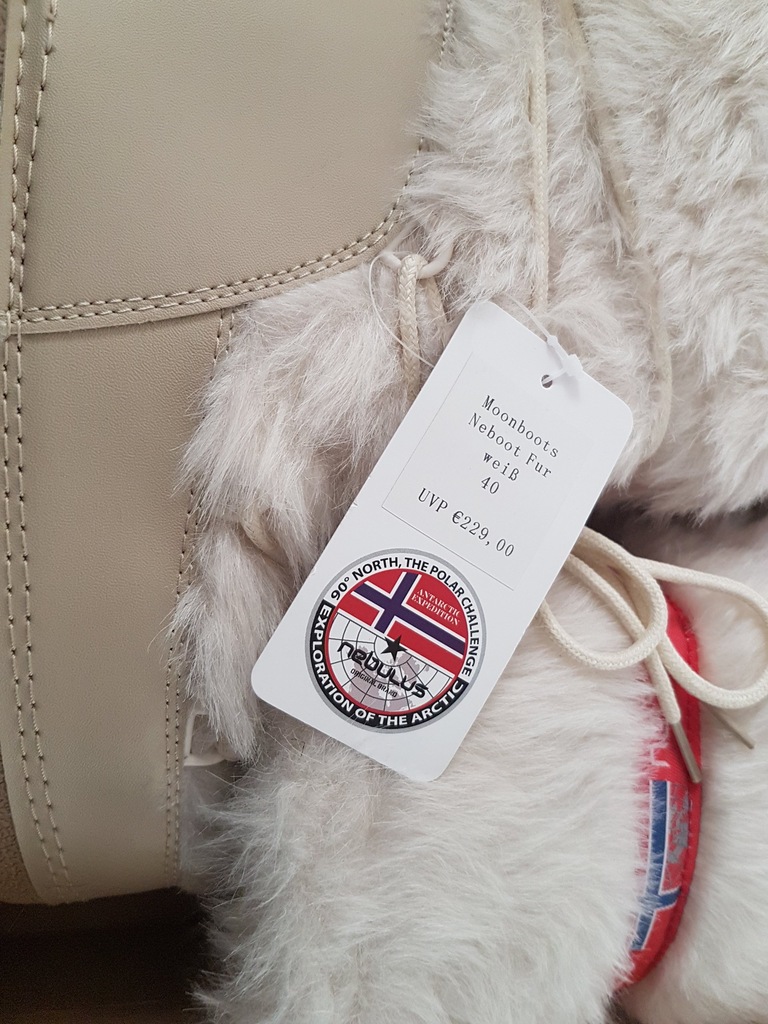 Moonboots
Neboot Fur
weiß
40
UVP €229,00
90° NORTH, THE POLAR CHALLENGE
ANTARCTIC
EXPEDITION
nebulus
ORIGINAL BRAND
EXPLORATION OF THE ARCTIC